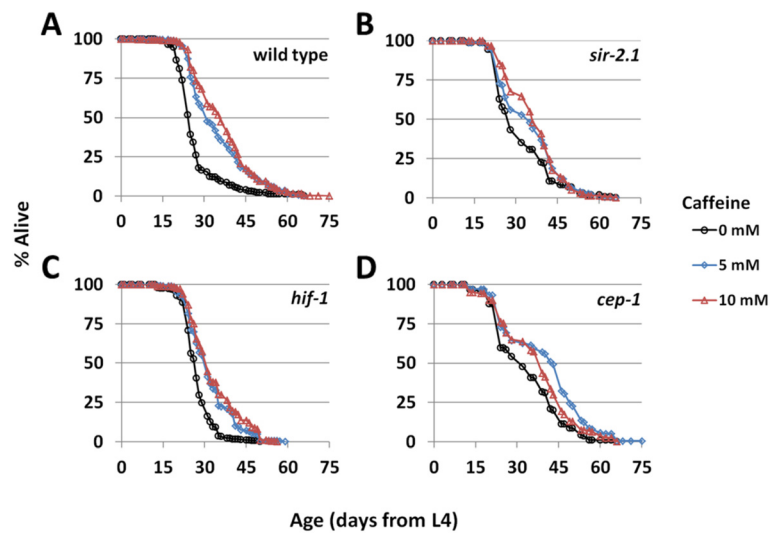 A
B
wild type
sir-2.1
100
75
50
25
0
0 15 30 45 60 75
100
75
50
25
0
0 15 30 45 60 75
% Alive
Caffeine
0 mM
5 mM
10 mM
C
D
hif-1
cep-1
100
75
50
25
0
0 15 30 45 60 75
100
75
50
25
0
0 15 30 45 60 75
Age (days from L4)